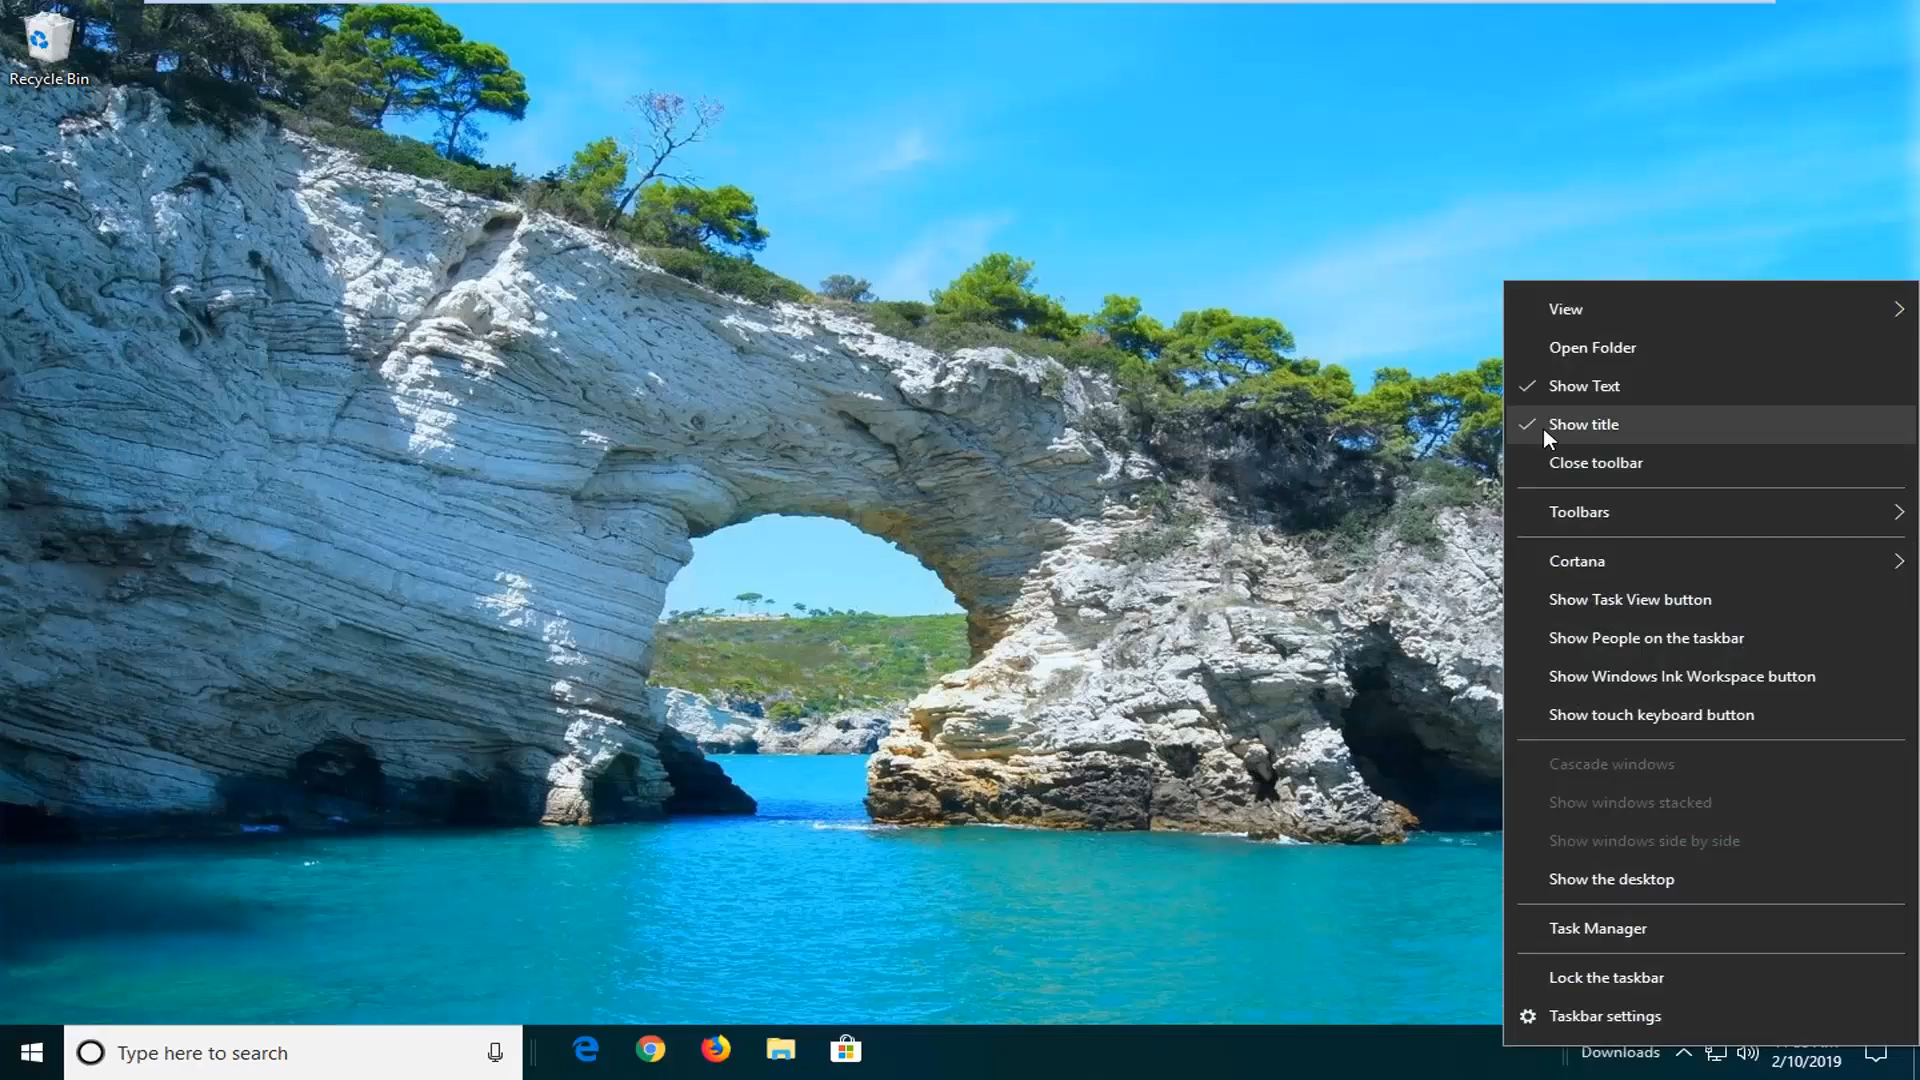 Recycle Bin
View
Open Folder
Show Text
Show title
Close toolbar
Toolbars
Cortana
Show Task View button
Show People on the taskbar
Show Windows Ink Workspace button
Show touch keyboard button
Cascade windows
Show windows stacked
Show windows side by side
Show the desktop
Task Manager
Lock the taskbar
Taskbar settings
Type here to search
Downloads
2/10/2019